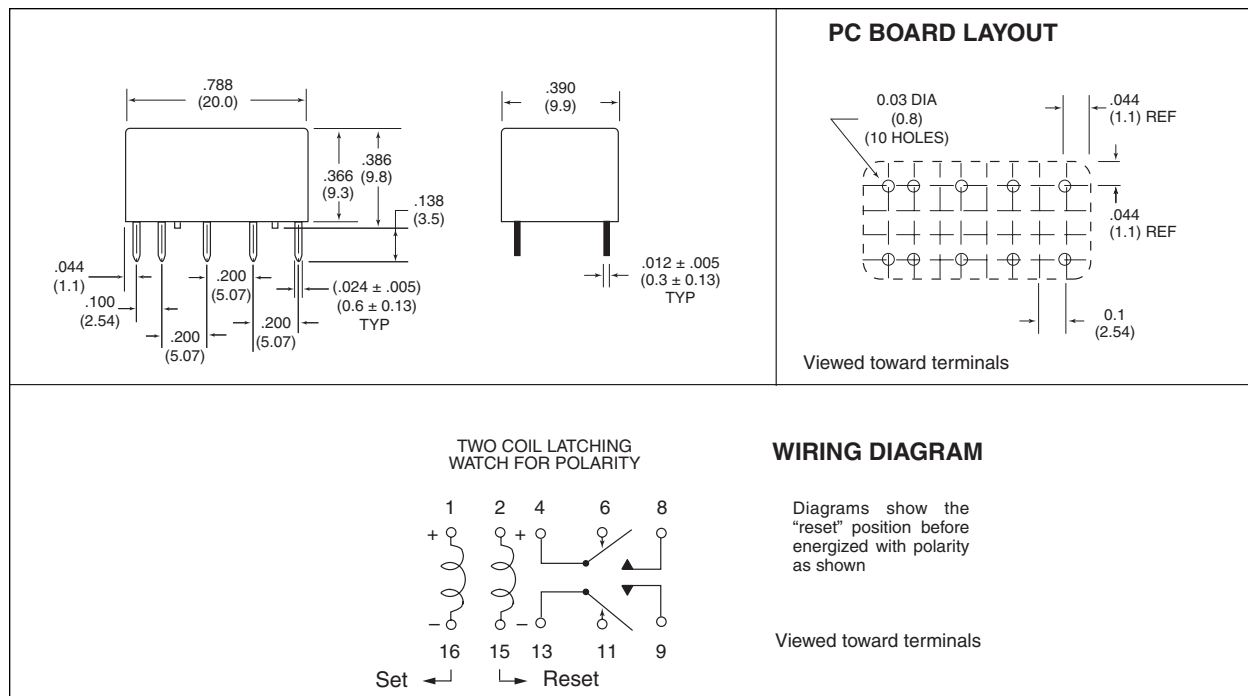 .788
(20.0)
.366
(9.3)
.386
(9.8)
.138
(3.5)
.044
(1.1)
.100
(2.54)
.200
(5.07)
.200
(5.07)
.200
(5.07)
(.024 ± .005)
(0.6 ± 0.13)
TYP
.390
(9.9)
.012 ± .005
(0.3 ± 0.13)
TYP
PC BOARD LAYOUT
0.03 DIA
(0.8)
(10 HOLES)
.044
(1.1) REF
.044
(1.1) REF
0.1
(2.54)
Viewed toward terminals
TWO COIL LATCHING
WATCH FOR POLARITY
1 2 4 6 8
+ +
– –
16 15 13 11 9
Set Reset
WIRING DIAGRAM
Diagrams show the
“reset” position before
energized with polarity
as shown
Viewed toward terminals